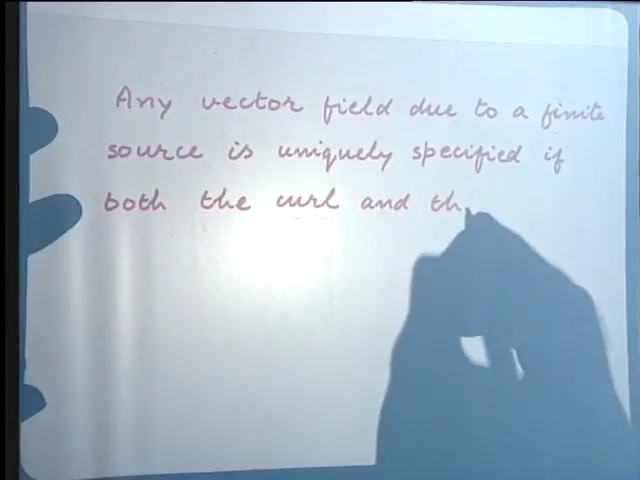 Any vector field due to a finite
source is uniquely specified if
both the curl and th